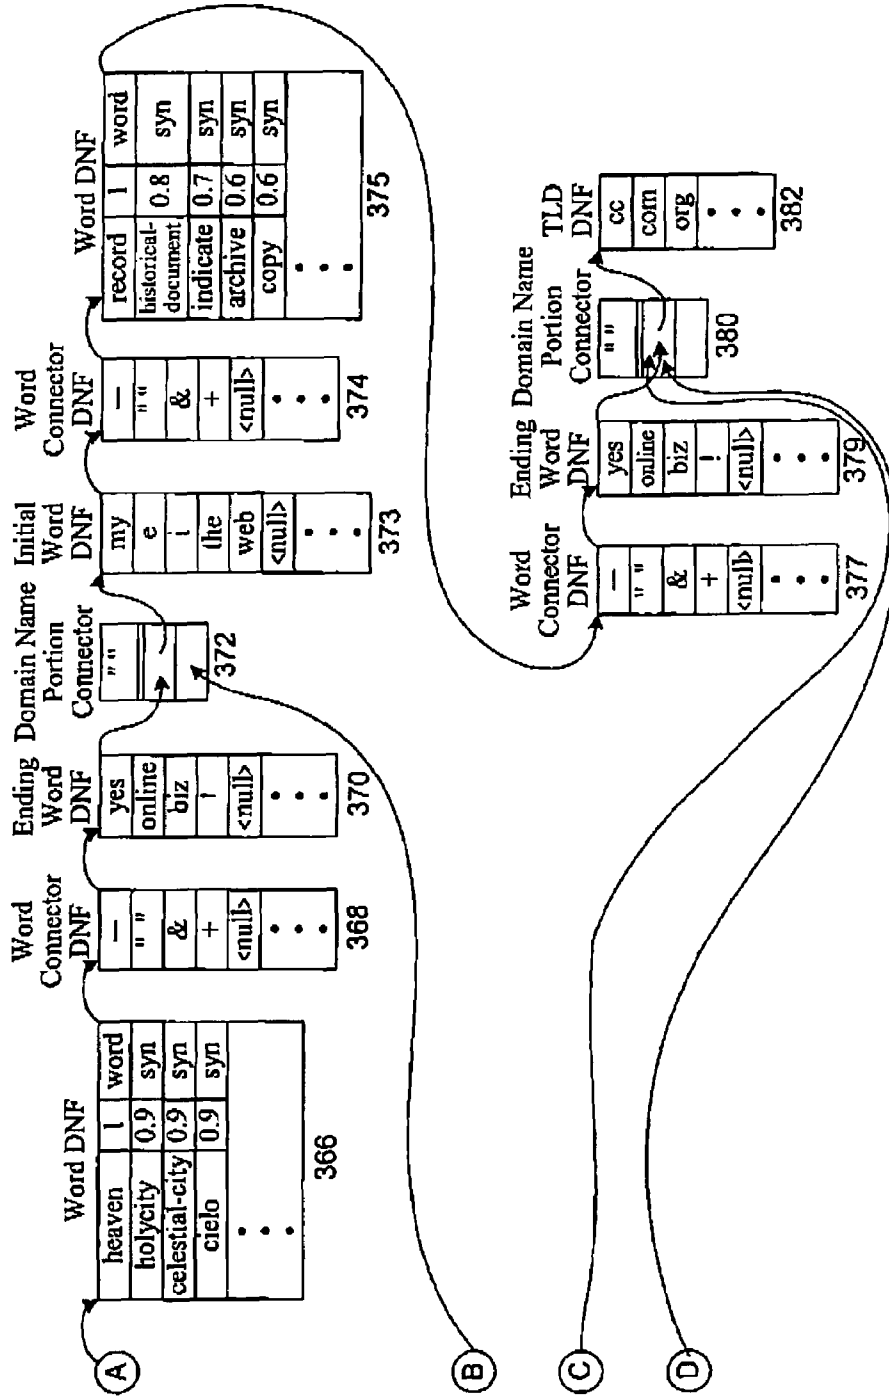 A
Word DNF
heaven 1 word
holycity 0.9 syn
celestial-city 0.9 syn
cielo 0.9 syn
366
Word
Connector
DNF
—
" "
&
+
<null>
368
Ending
Word
DNF
yes
online
biz
!
<null>
370
Domain Name
Portion
Connector
" "
372
Initial
Word
DNF
my
e
i
the
web
<null>
373
Word
Connector
DNF
—
" "
&
+
<null>
374
Word DNF
record 1 word
historical-
document 0.8 syn
indicate 0.7 syn
archive 0.6 syn
copy 0.6 syn
375
B
C
D
Word
Connector
DNF
—
" "
&
+
<null>
377
Ending
Word
DNF
yes
online
biz
!
<null>
379
Domain Name
Portion
Connector
" "
380
TLD
DNF
cc
com
org
382